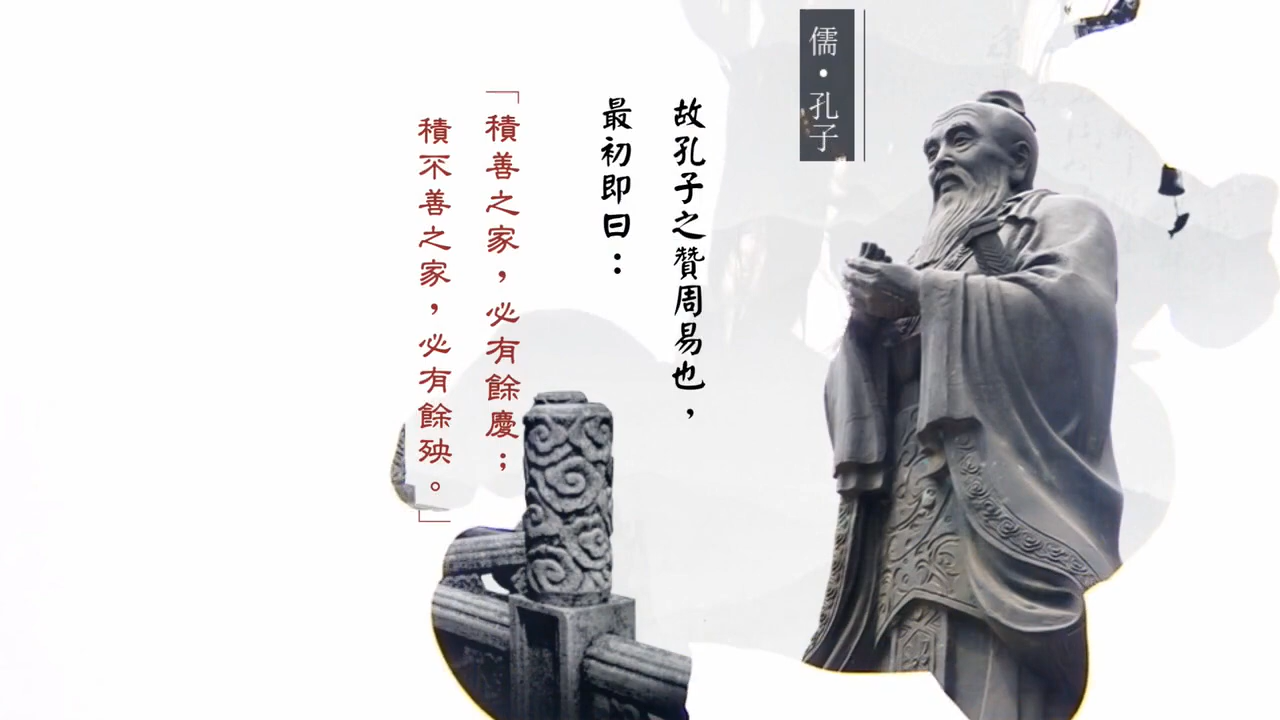 儒·孔子
故孔子之贊周易也，
最初即曰：
「積善之家，必有餘慶；
積不善之家，必有餘殃。」